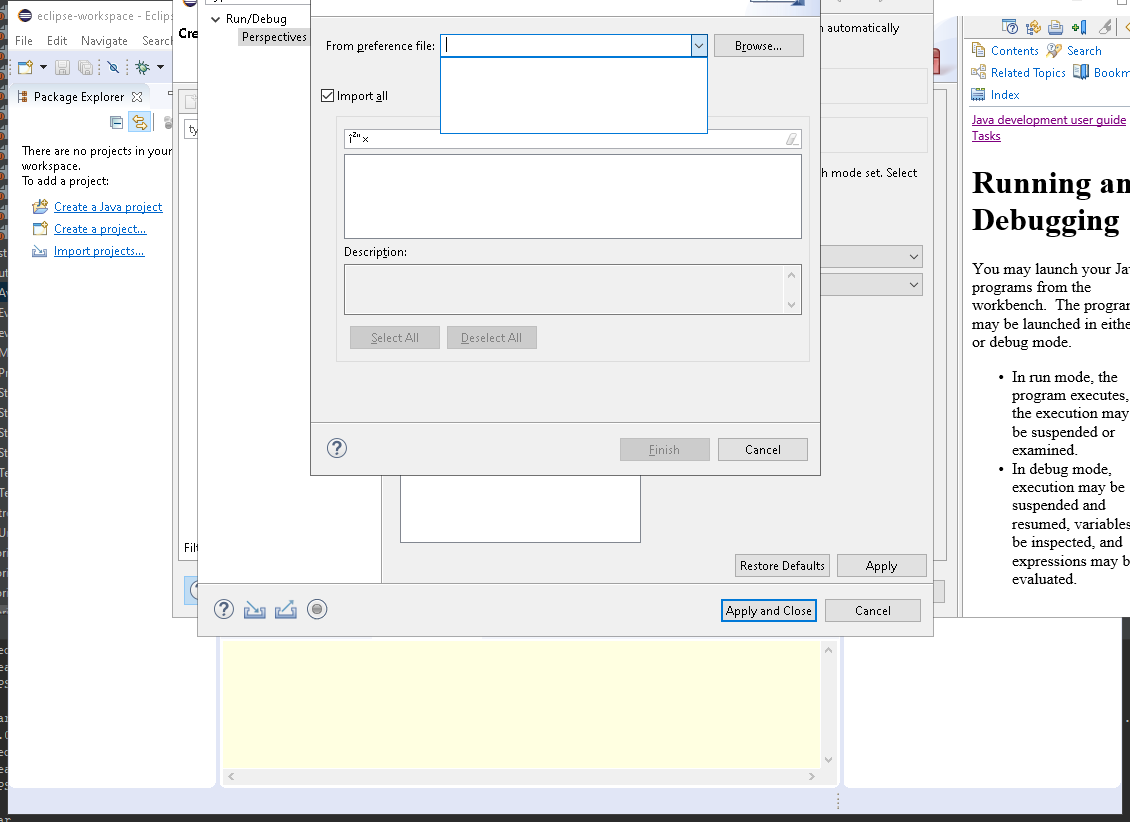 eclipse-workspace - Eclips
File Edit Navigate Searc
Package Explorer
There are no projects in your
workspace.
To add a project:
Create a Java project
Create a project...
Import projects...
Cre
ty
Filt
Run/Debug
Perspectives
From preference file:
Browse...
Import all
Description:
Select All
Deselect All
Finish
Cancel
automatically
h mode set. Select
Restore Defaults
Apply
Apply and Close
Cancel
Contents
Search
Related Topics
Bookm
Index
Java development user guide
Tasks
Running an
Debugging
You may launch your Jav
programs from the
workbench. The program
may be launched in eithe
or debug mode.
• In run mode, the
program executes,
the execution may
be suspended or
examined.
• In debug mode,
execution may be
suspended and
resumed, variables
be inspected, and
expressions may b
evaluated.